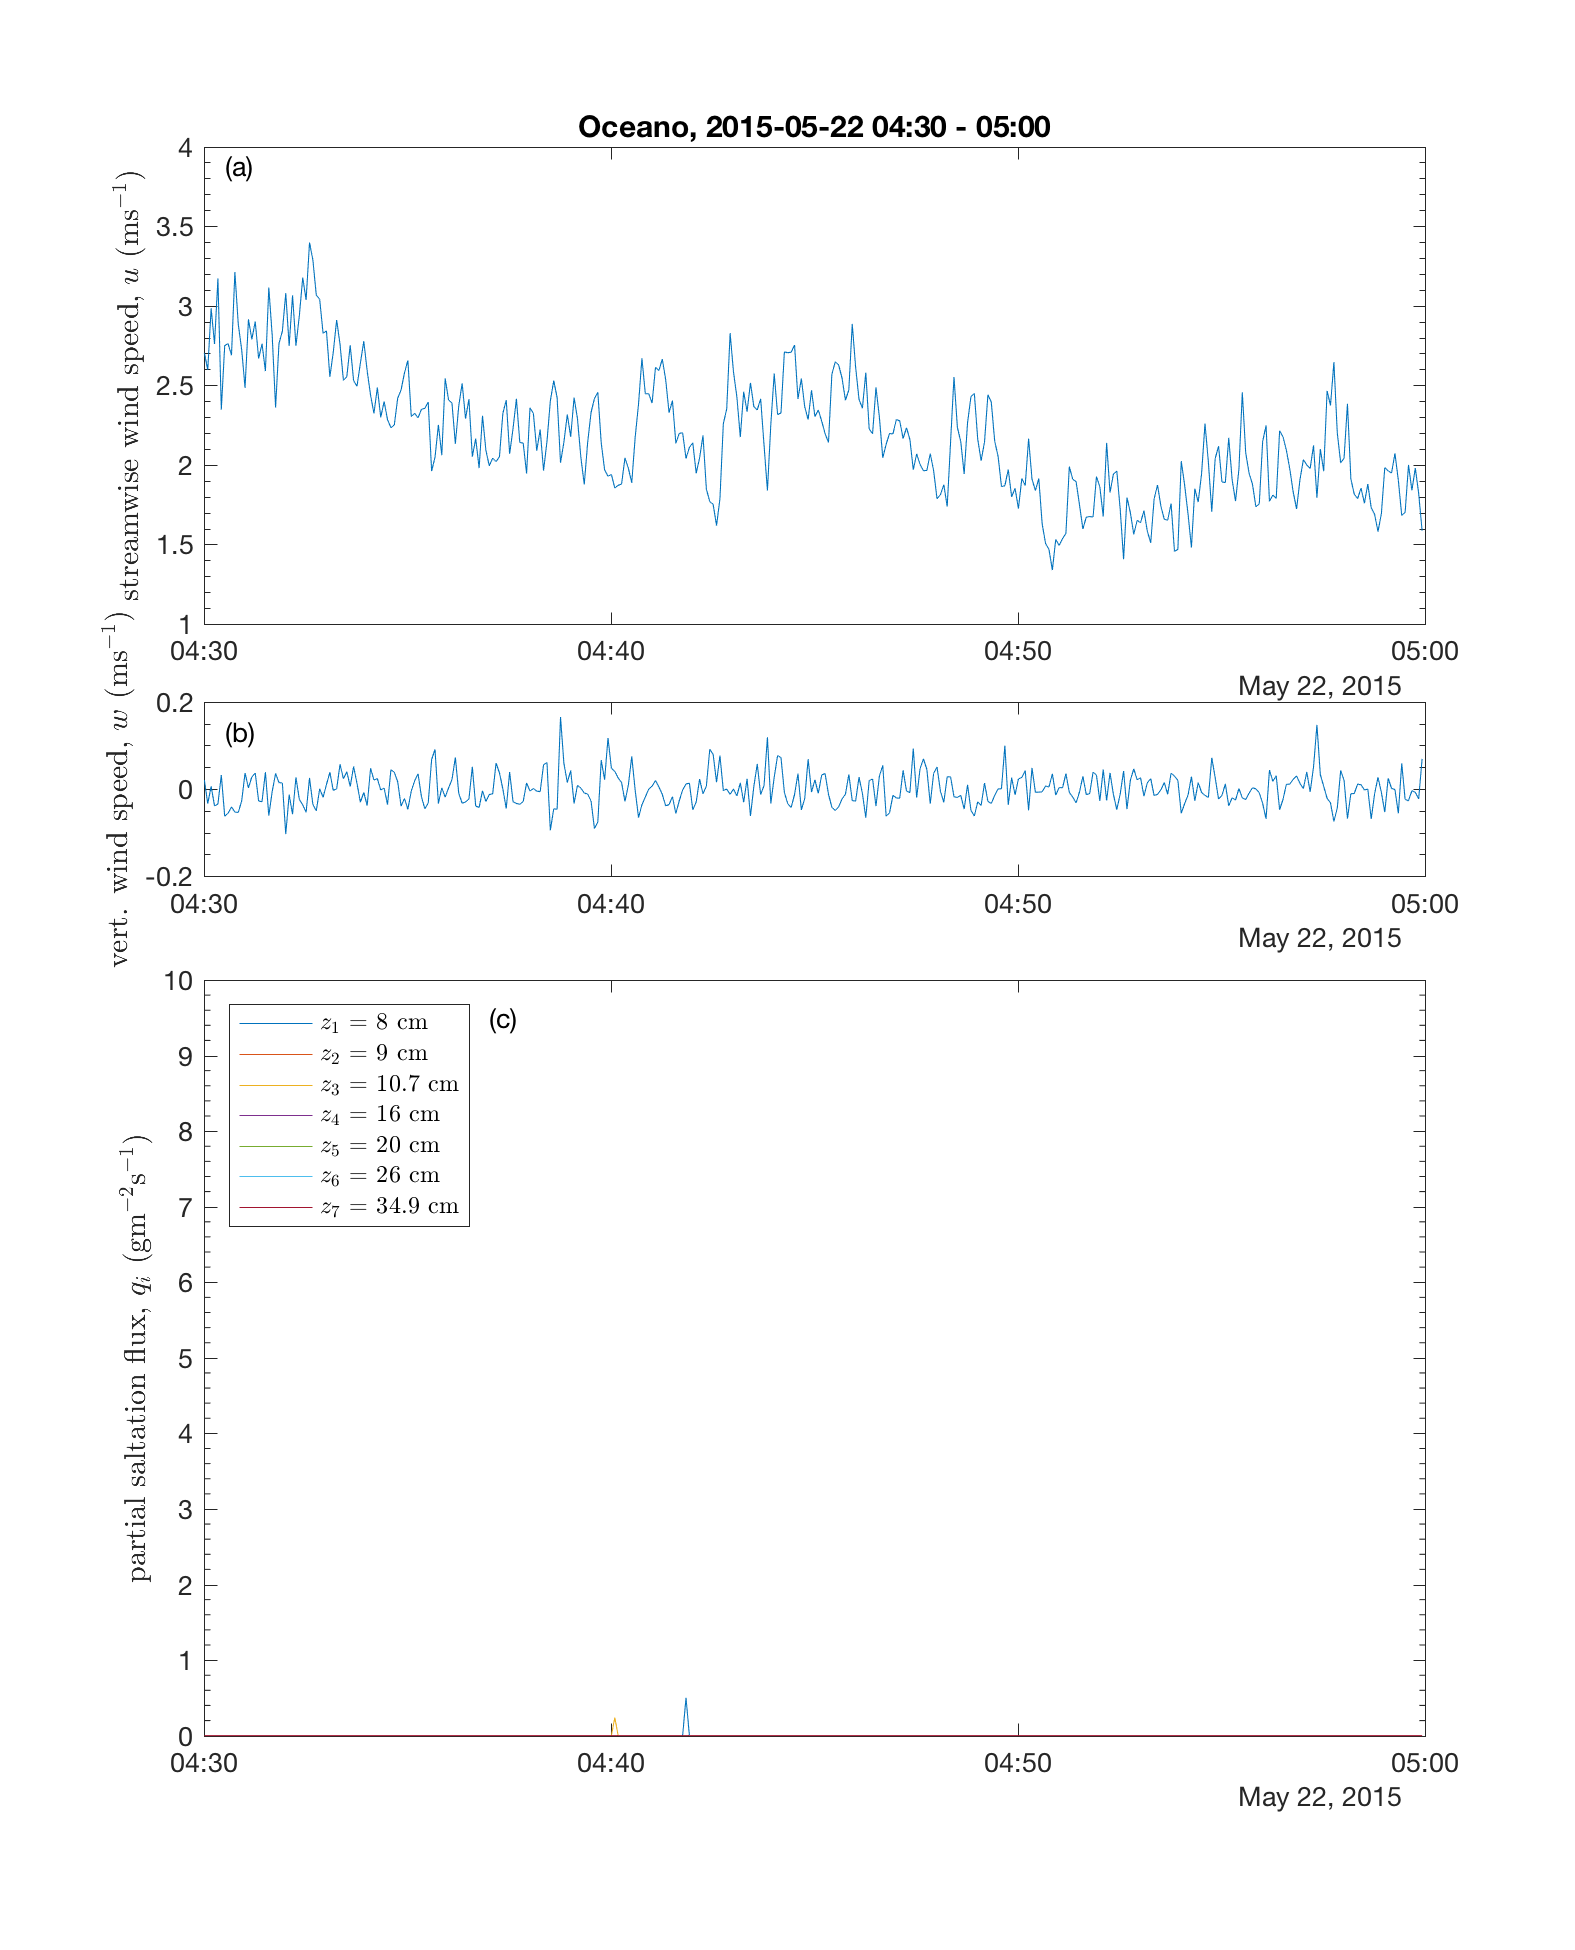 Oceano, 2015-05-22 04:30 - 05:00
(a)
streamwise wind speed, u (ms⁻¹)
4
3.5
3
2.5
2
1.5
1
04:30 04:40 04:50 05:00
May 22, 2015
(b)
vert. wind speed, w (ms⁻¹)
0.2
0
-0.2
04:30 04:40 04:50 05:00
May 22, 2015
(c)
partial saltation flux, qᵢ (gm⁻²s⁻¹)
10
9
8
7
6
5
4
3
2
1
0
z₁ = 8 cm
z₂ = 9 cm
z₃ = 10.7 cm
z₄ = 16 cm
z₅ = 20 cm
z₆ = 26 cm
z₇ = 34.9 cm
04:30 04:40 04:50 05:00
May 22, 2015